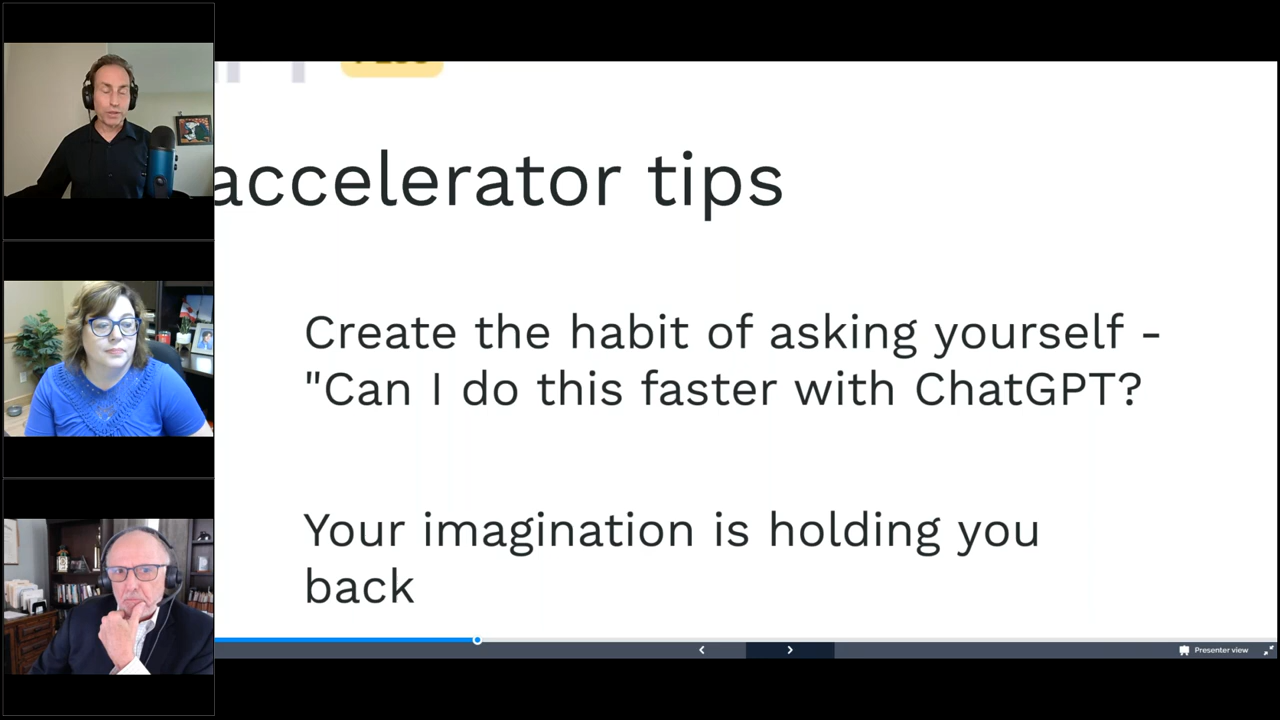 accelerator tips
Create the habit of asking yourself -
"Can I do this faster with ChatGPT?
Your imagination is holding you
back
Presenter view